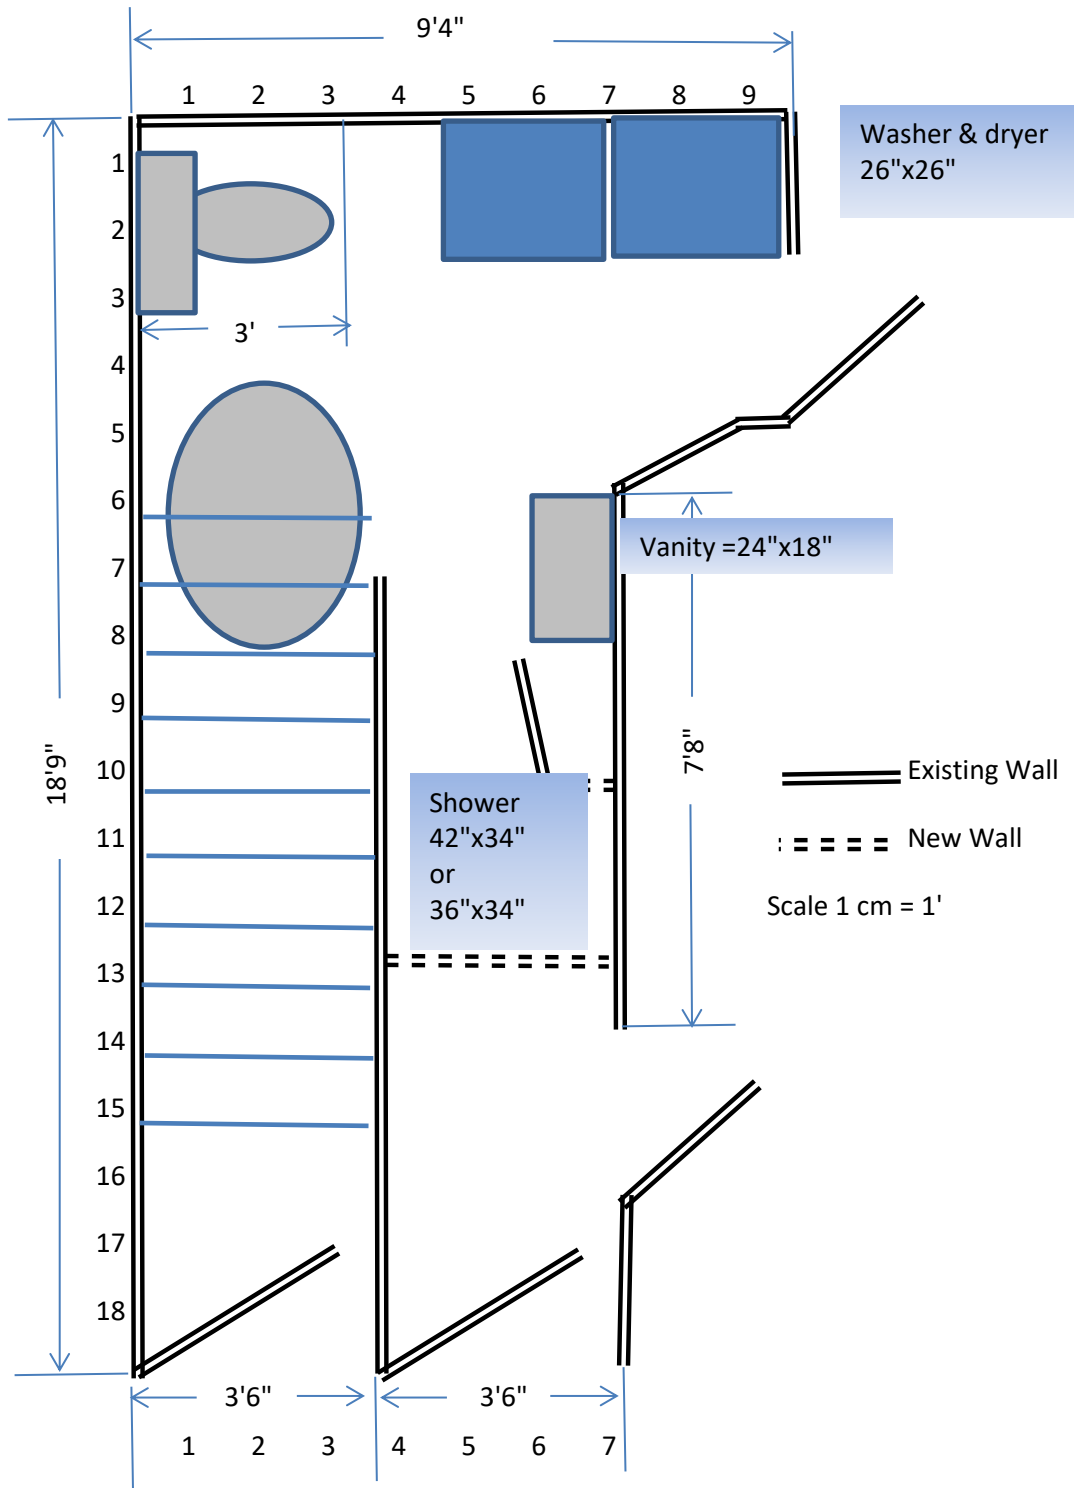 9'4"
1 2 3 4 5 6 7 8 9
Washer & dryer
26"x26"
1
2
3
3'
4
5
6
7
8
9
10
11
12
13
14
15
16
17
18
18'9"
Vanity =24"x18"
7'8"
Shower
42"x34"
or
36"x34"
Existing Wall
New Wall
Scale 1 cm = 1'
3'6"
3'6"
1 2 3 4 5 6 7